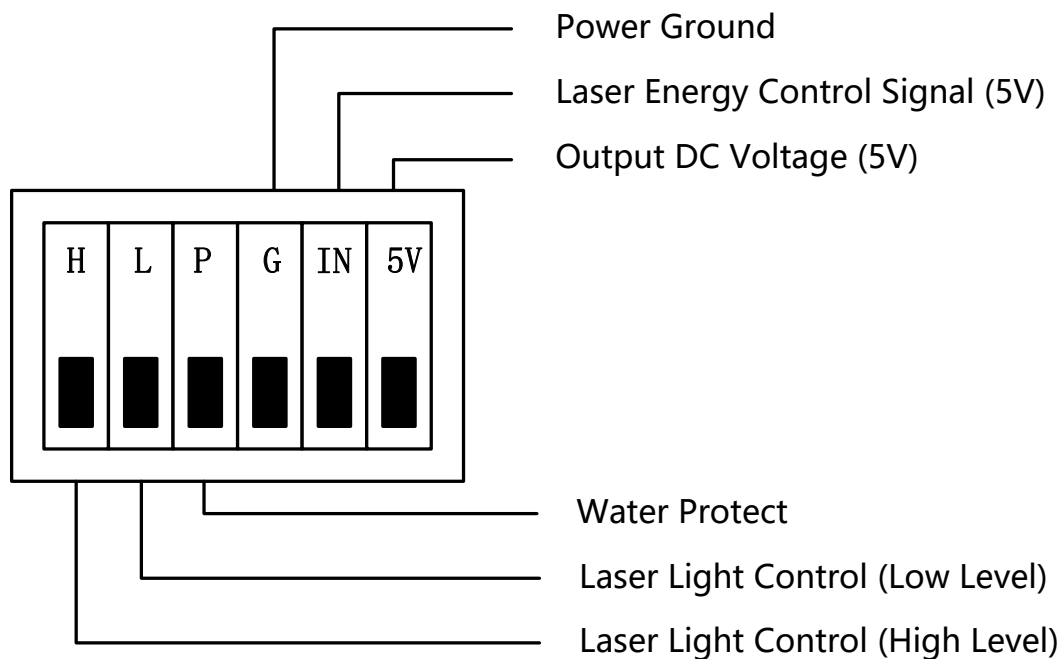 Power Ground
Laser Energy Control Signal (5V)
Output DC Voltage (5V)
H L P G IN 5V
Water Protect
Laser Light Control (Low Level)
Laser Light Control (High Level)